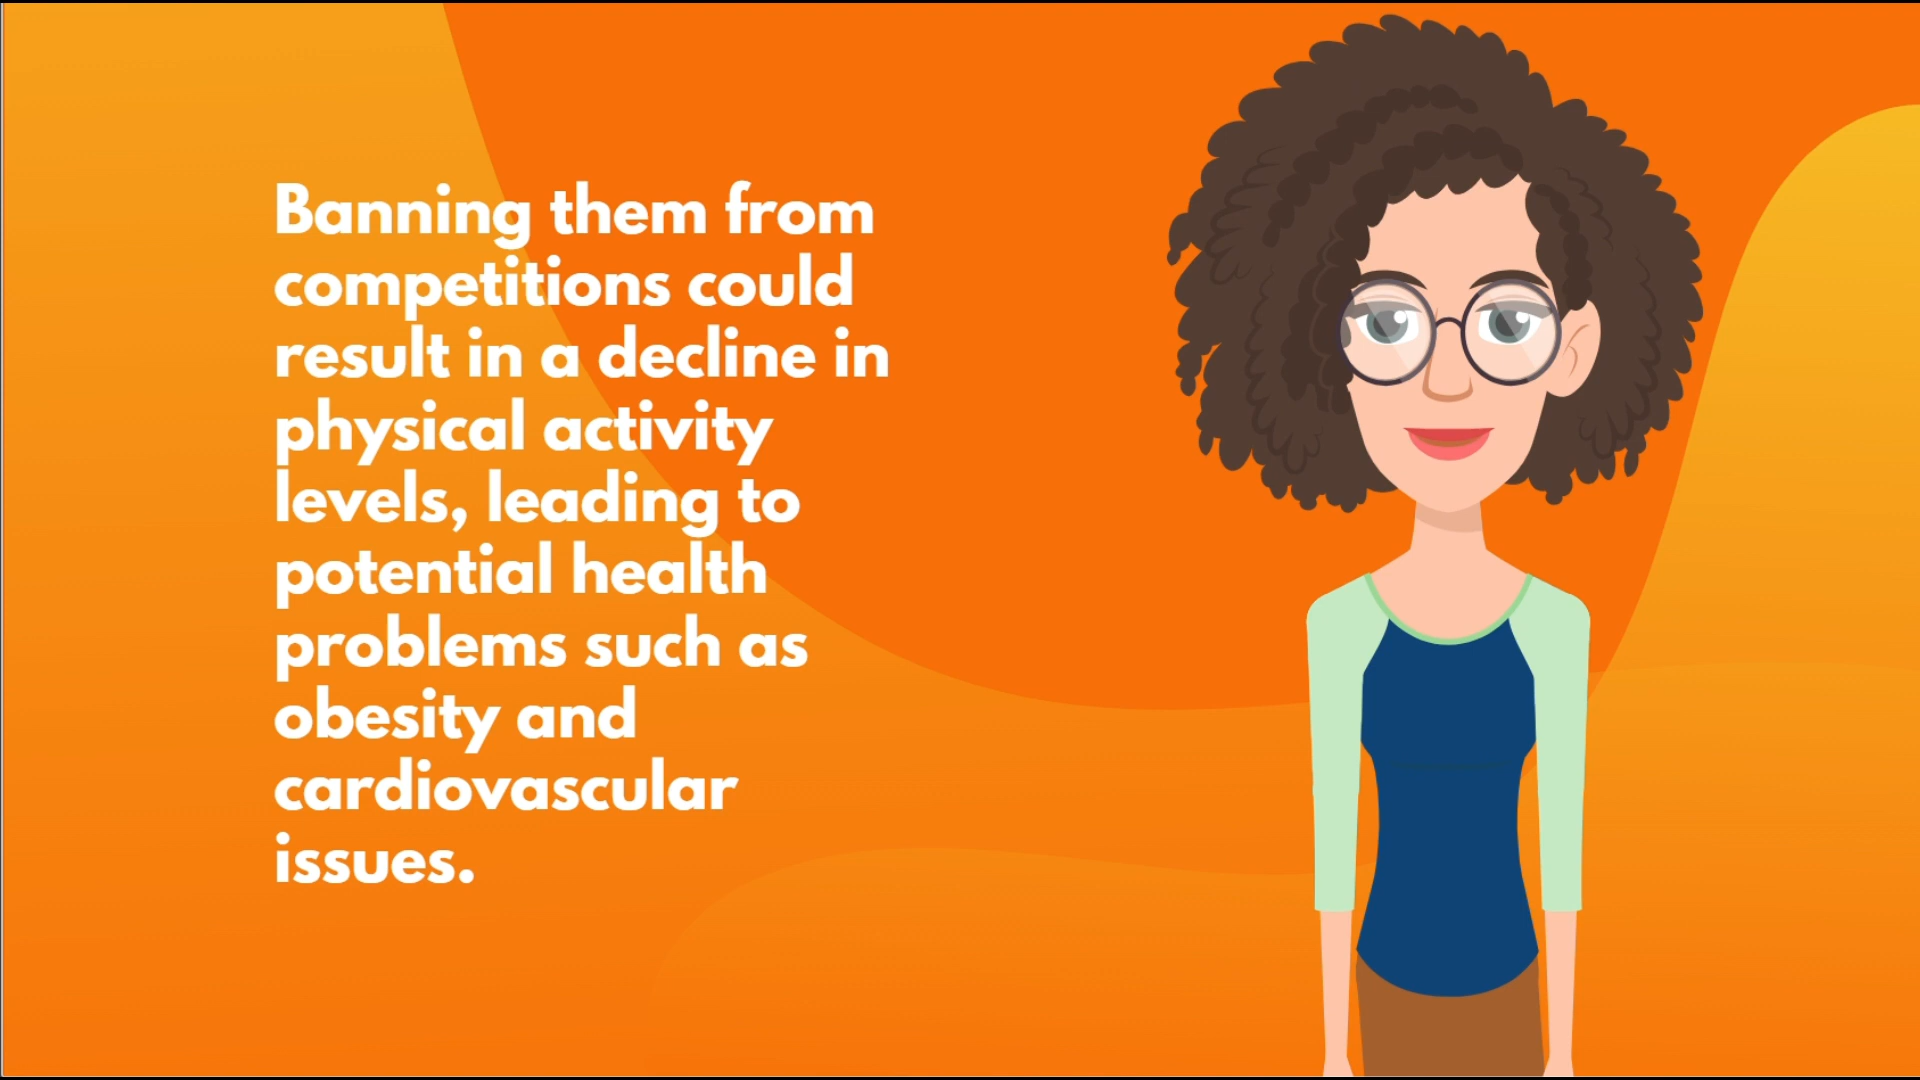 Banning them from
competitions could
result in a decline in
physical activity
levels, leading to
potential health
problems such as
obesity and
cardiovascular
issues.